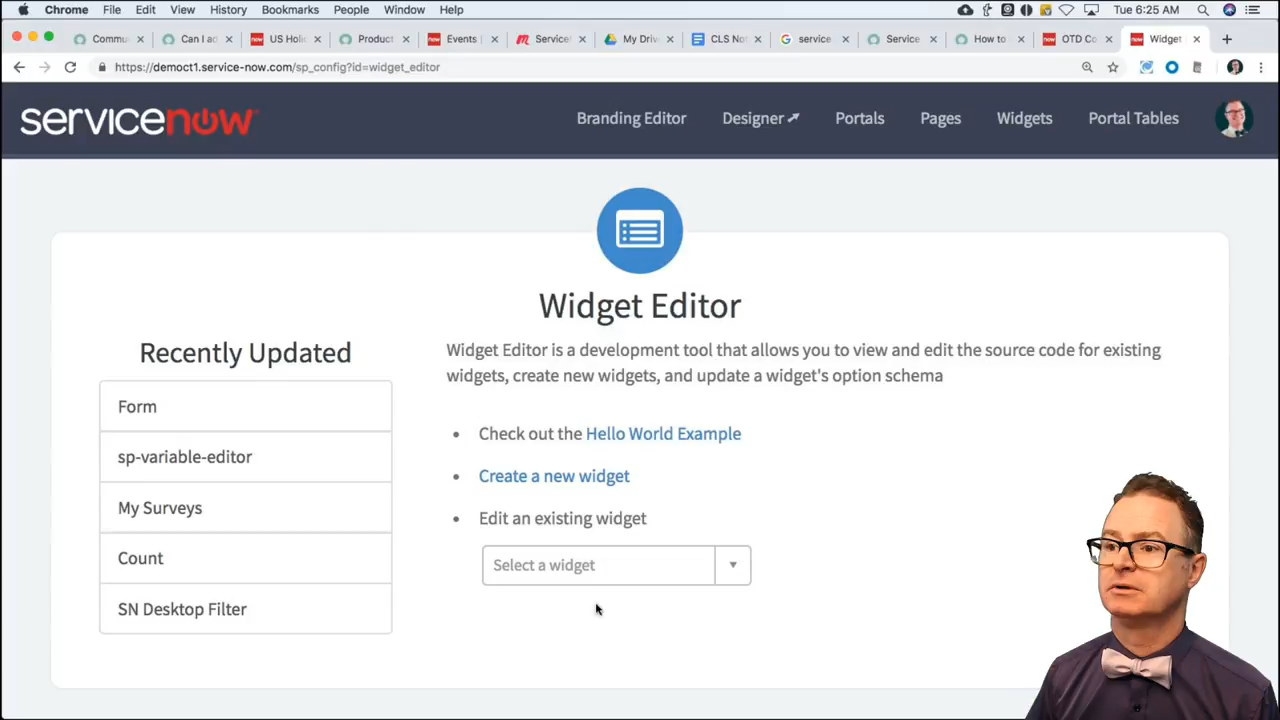 Chrome File Edit View History Bookmarks People Window Help Tue 6:25 AM
Commu Can I ad US Holi Product Events Service My Driv CLS No service Service How to OTD Co Widget
https://democt1.service-now.com/sp_config?id=widget_editor
servicenow Branding Editor Designer Portals Pages Widgets Portal Tables
Widget Editor
Recently Updated
Form
sp-variable-editor
My Surveys
Count
SN Desktop Filter
Widget Editor is a development tool that allows you to view and edit the source code for existing
widgets, create new widgets, and update a widget's option schema
• Check out the Hello World Example
• Create a new widget
• Edit an existing widget
Select a widget